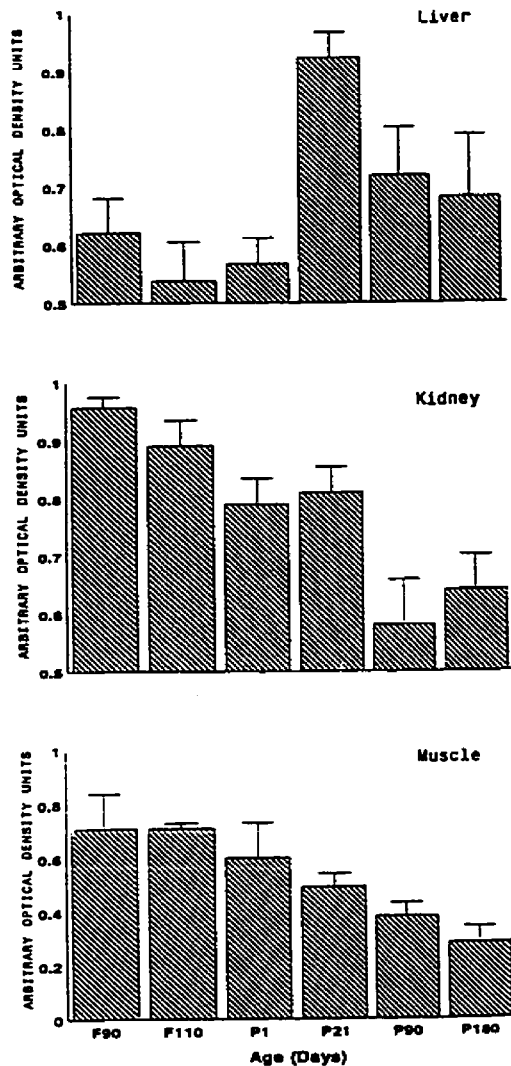 Liver
ARBITRARY OPTICAL DENSITY UNITS
1
0.9
0.8
0.7
0.6
0.5
Kidney
ARBITRARY OPTICAL DENSITY UNITS
1
0.9
0.8
0.7
0.6
0.5
Muscle
ARBITRARY OPTICAL DENSITY UNITS
1
0.8
0.6
0.4
0.2
0
F90 F110 P1 P21 P90 P180
Age (Days)